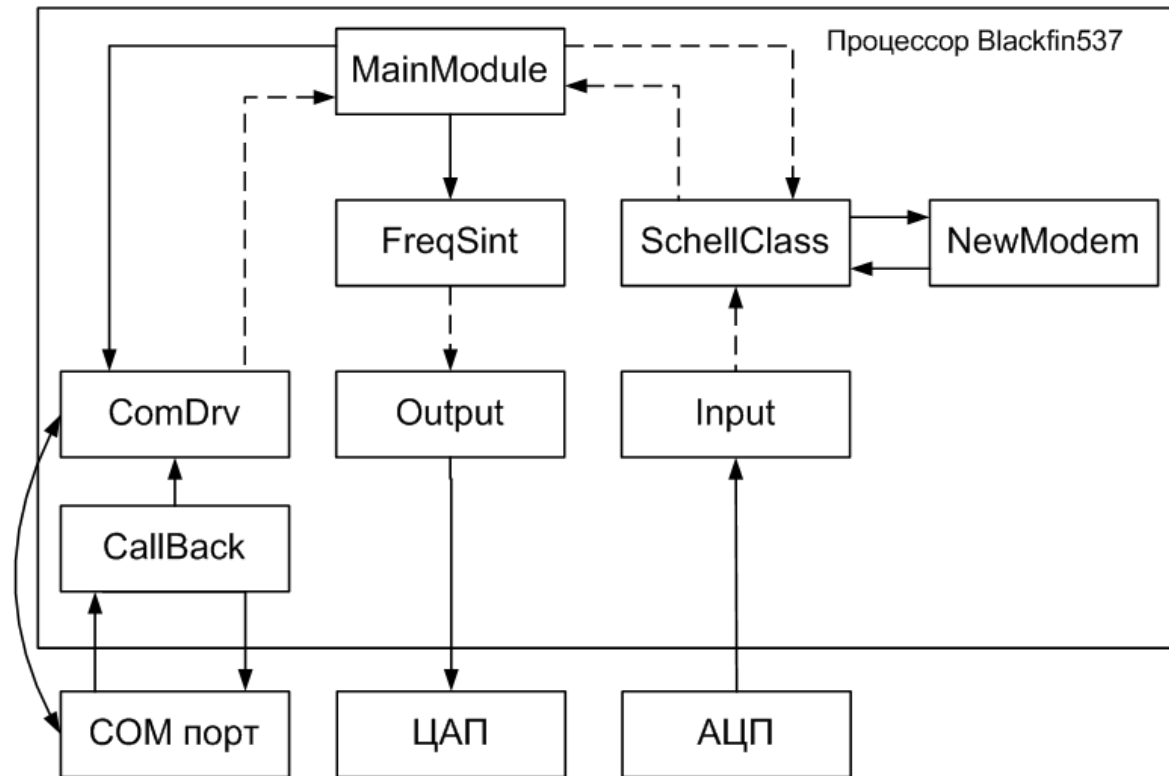 Процессор Blackfin537
MainModule
FreqSint
SchellClass
NewModem
ComDrv
Output
Input
CallBack
COM порт
ЦАП
АЦП